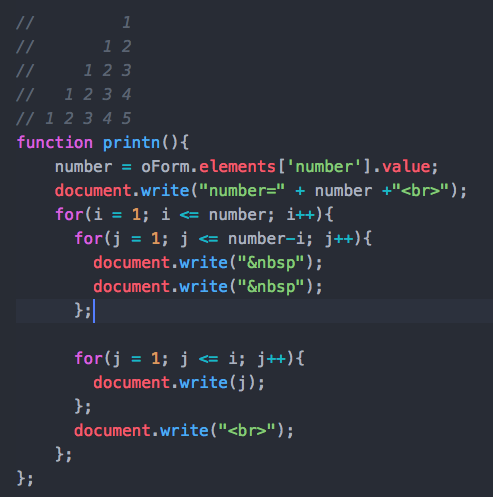 //          1
//        1 2
//      1 2 3
//    1 2 3 4
// 1 2 3 4 5
function printn(){
    number = oForm.elements['number'].value;
    document.write("number=" + number +"<br>");
    for(i = 1; i <= number; i++){
      for(j = 1; j <= number-i; j++){
        document.write("&nbsp");
        document.write("&nbsp");
      };

      for(j = 1; j <= i; j++){
        document.write(j);
      };
      document.write("<br>");
    };
};